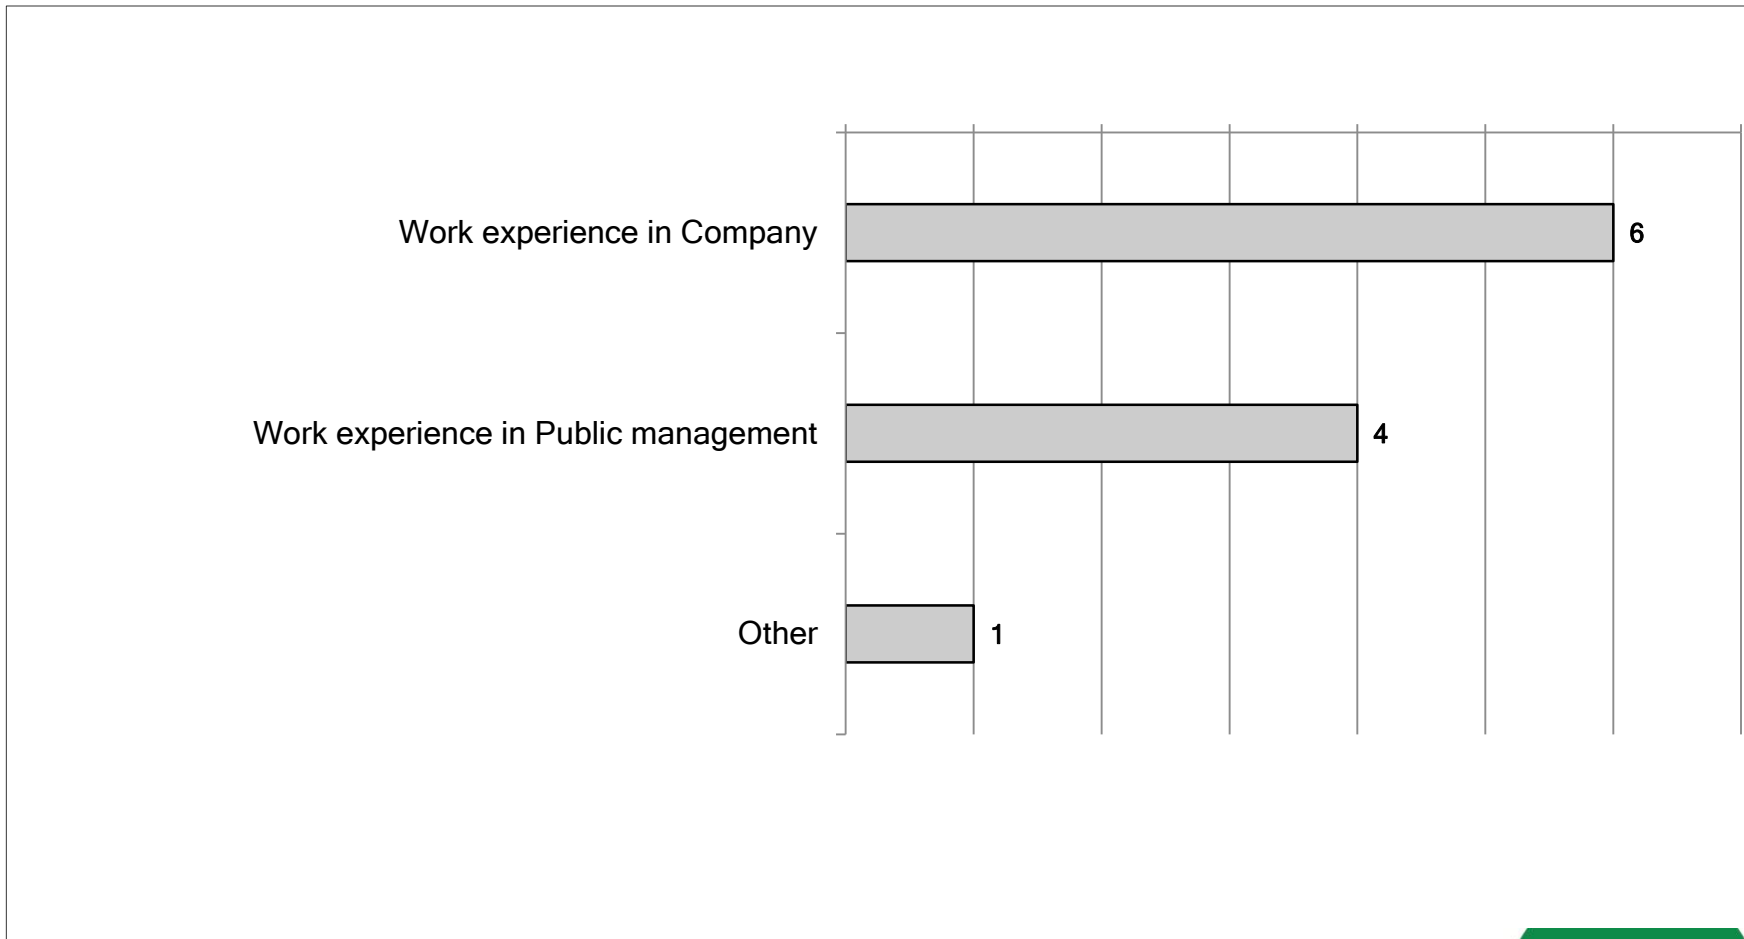 Work experience in Company 6
Work experience in Public management 4
Other 1